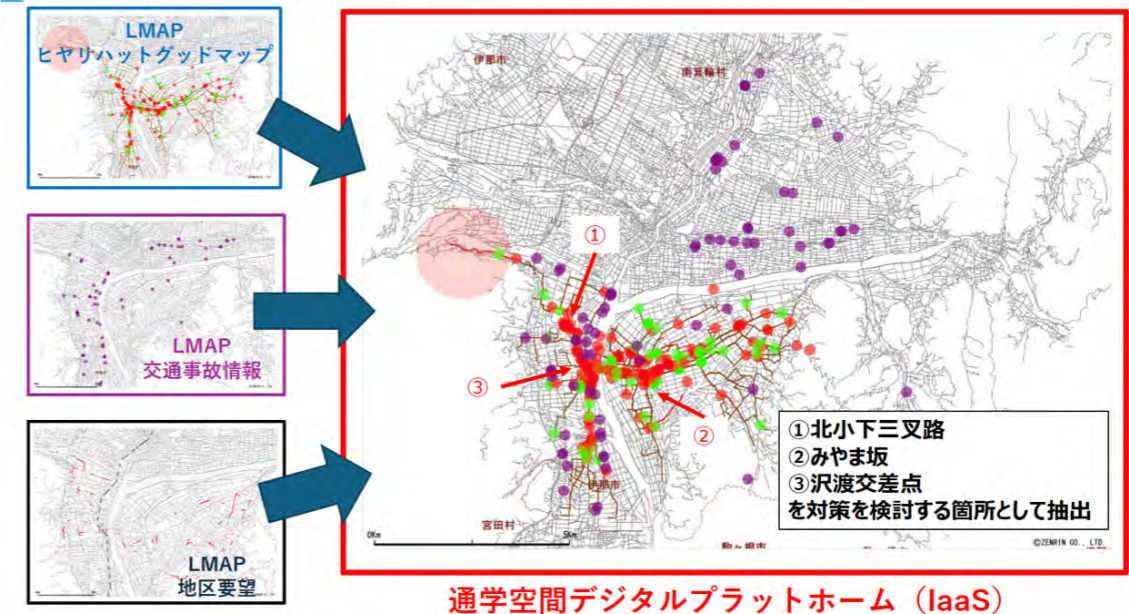 LMAP
ヒヤリハットグッドマップ
LMAP
交通事故情報
LMAP
地区要望
伊那市
南箕輪村
①
③
②
伊那市
宮田村
駒ヶ根市
0Km
5Km
①北小下三叉路
②みやま坂
③沢渡交差点
を対策を検討する箇所として抽出
©ZENRIN CO., LTD.
通学空間デジタルプラットホーム（IaaS）